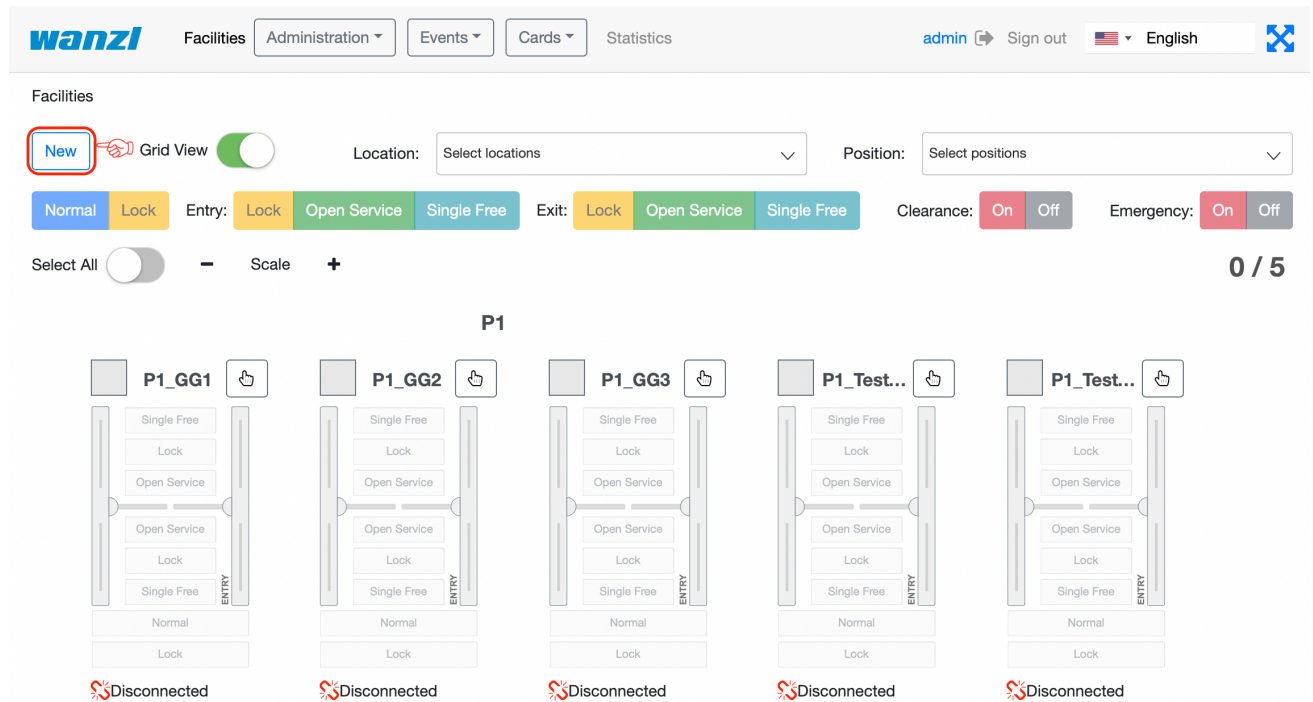 wanzl Facilities Administration Events Cards Statistics admin Sign out English
Facilities
New Grid View Location: Select locations Position: Select positions
Normal Lock Entry: Lock Open Service Single Free Exit: Lock Open Service Single Free Clearance: On Off Emergency: On Off
Select All − Scale + 0 / 5
P1
P1_GG1 P1_GG2 P1_GG3 P1_Test... P1_Test...
Single Free Single Free Single Free Single Free Single Free
Lock Lock Lock Lock Lock
Open Service Open Service Open Service Open Service Open Service
Open Service Open Service Open Service Open Service Open Service
Lock Lock Lock Lock Lock
Single Free ENTRY Single Free ENTRY Single Free ENTRY Single Free ENTRY Single Free ENTRY
Normal Normal Normal Normal Normal
Lock Lock Lock Lock Lock
Disconnected Disconnected Disconnected Disconnected Disconnected